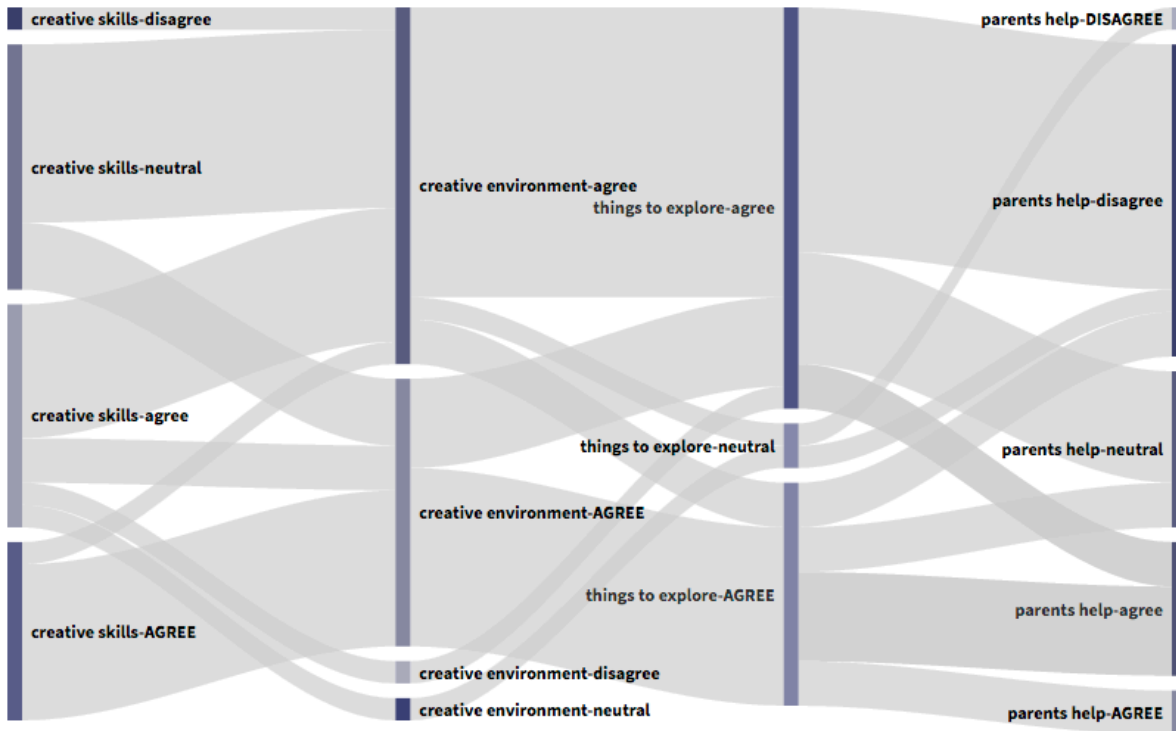 creative skills-disagree
creative skills-neutral
creative skills-agree
creative skills-AGREE
creative environment-agree
creative environment-AGREE
creative environment-disagree
creative environment-neutral
things to explore-agree
things to explore-neutral
things to explore-AGREE
parents help-DISAGREE
parents help-disagree
parents help-neutral
parents help-agree
parents help-AGREE